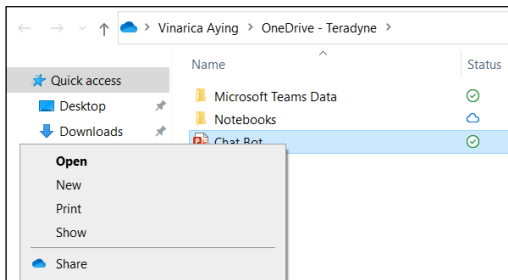 Vinarica Aying > OneDrive - Teradyne >
Name Status
Quick access
Desktop
Downloads
Microsoft Teams Data
Notebooks
Chat Bot
Open
New
Print
Show
Share